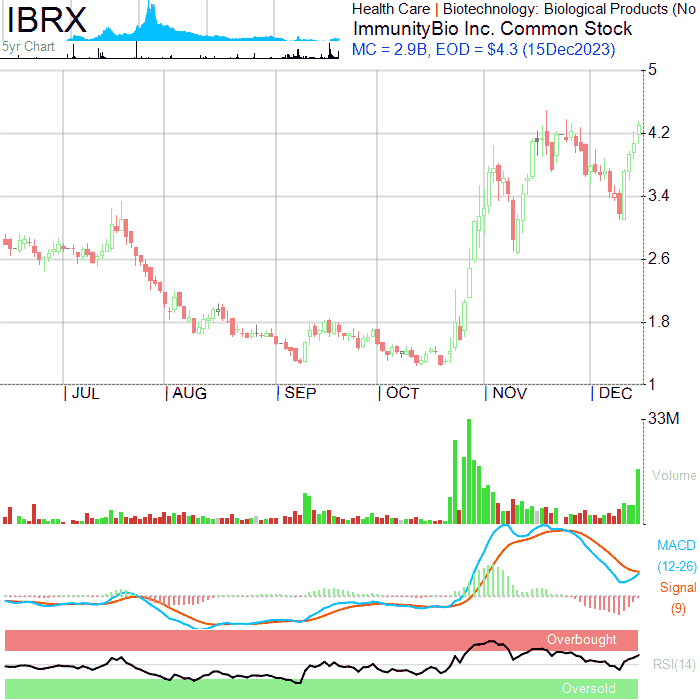 IBRX
5yr Chart
Health Care | Biotechnology: Biological Products (No
ImmunityBio Inc. Common Stock
MC = 2.9B, EOD = $4.3 (15Dec2023)
5
4.2
3.4
2.6
1.8
1
JUL AUG SEP OCT NOV DEC
33M
Volume
MACD
(12-26)
Signal
(9)
Overbought
RSI(14)
Oversold